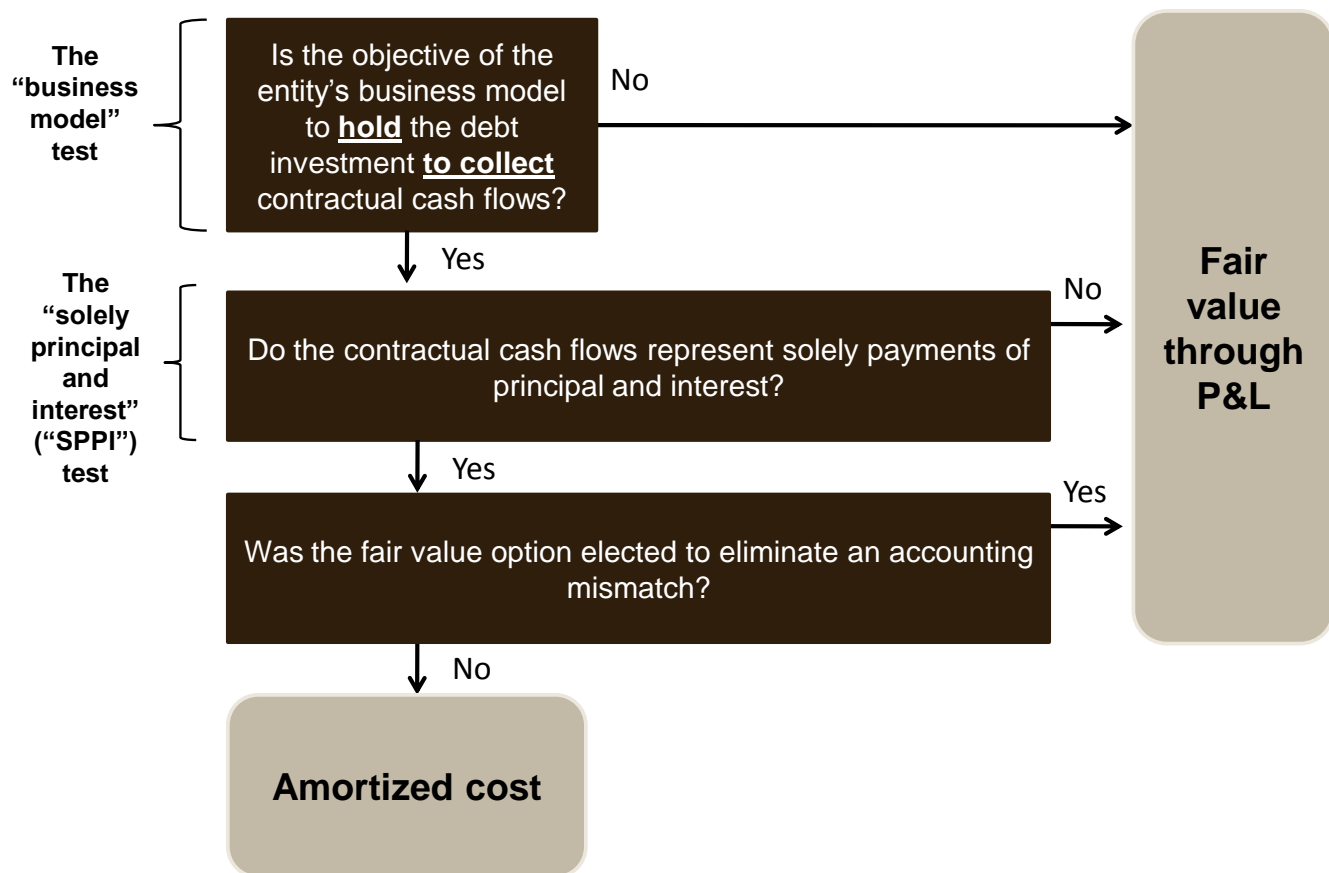 The
“business
model”
test
Is the objective of the
entity’s business model
to hold the debt
investment to collect
contractual cash flows?
No
Yes
The
“solely
principal
and
interest”
(“SPPI”)
test
Do the contractual cash flows represent solely payments of
principal and interest?
No
Yes
Was the fair value option elected to eliminate an accounting
mismatch?
Yes
No
Fair
value
through
P&L
Amortized cost